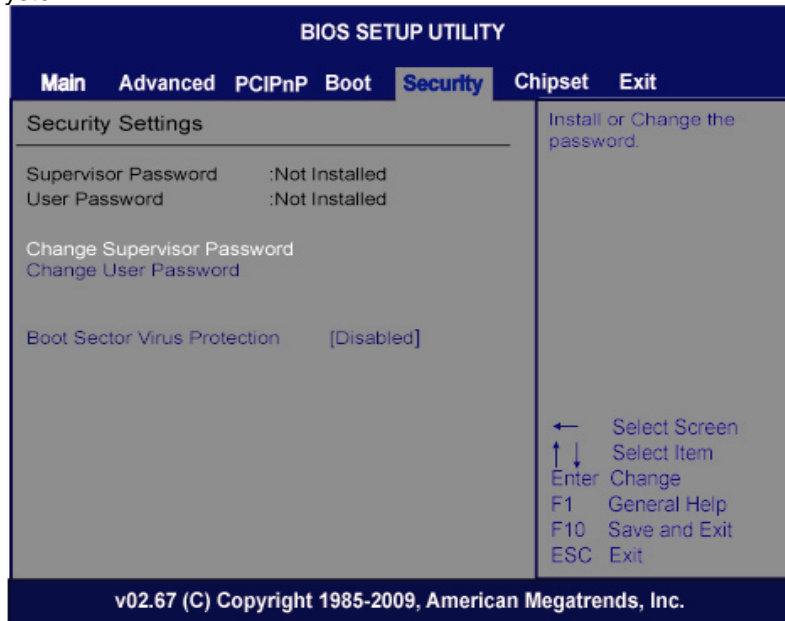 BIOS SETUP UTILITY
Main Advanced PCIPnP Boot Security Chipset Exit
Security Settings
Supervisor Password :Not Installed
User Password :Not Installed
Change Supervisor Password
Change User Password
Boot Sector Virus Protection [Disabled]
Install or Change the
password.
← Select Screen
↑↓ Select Item
Enter Change
F1 General Help
F10 Save and Exit
ESC Exit
v02.67 (C) Copyright 1985-2009, American Megatrends, Inc.